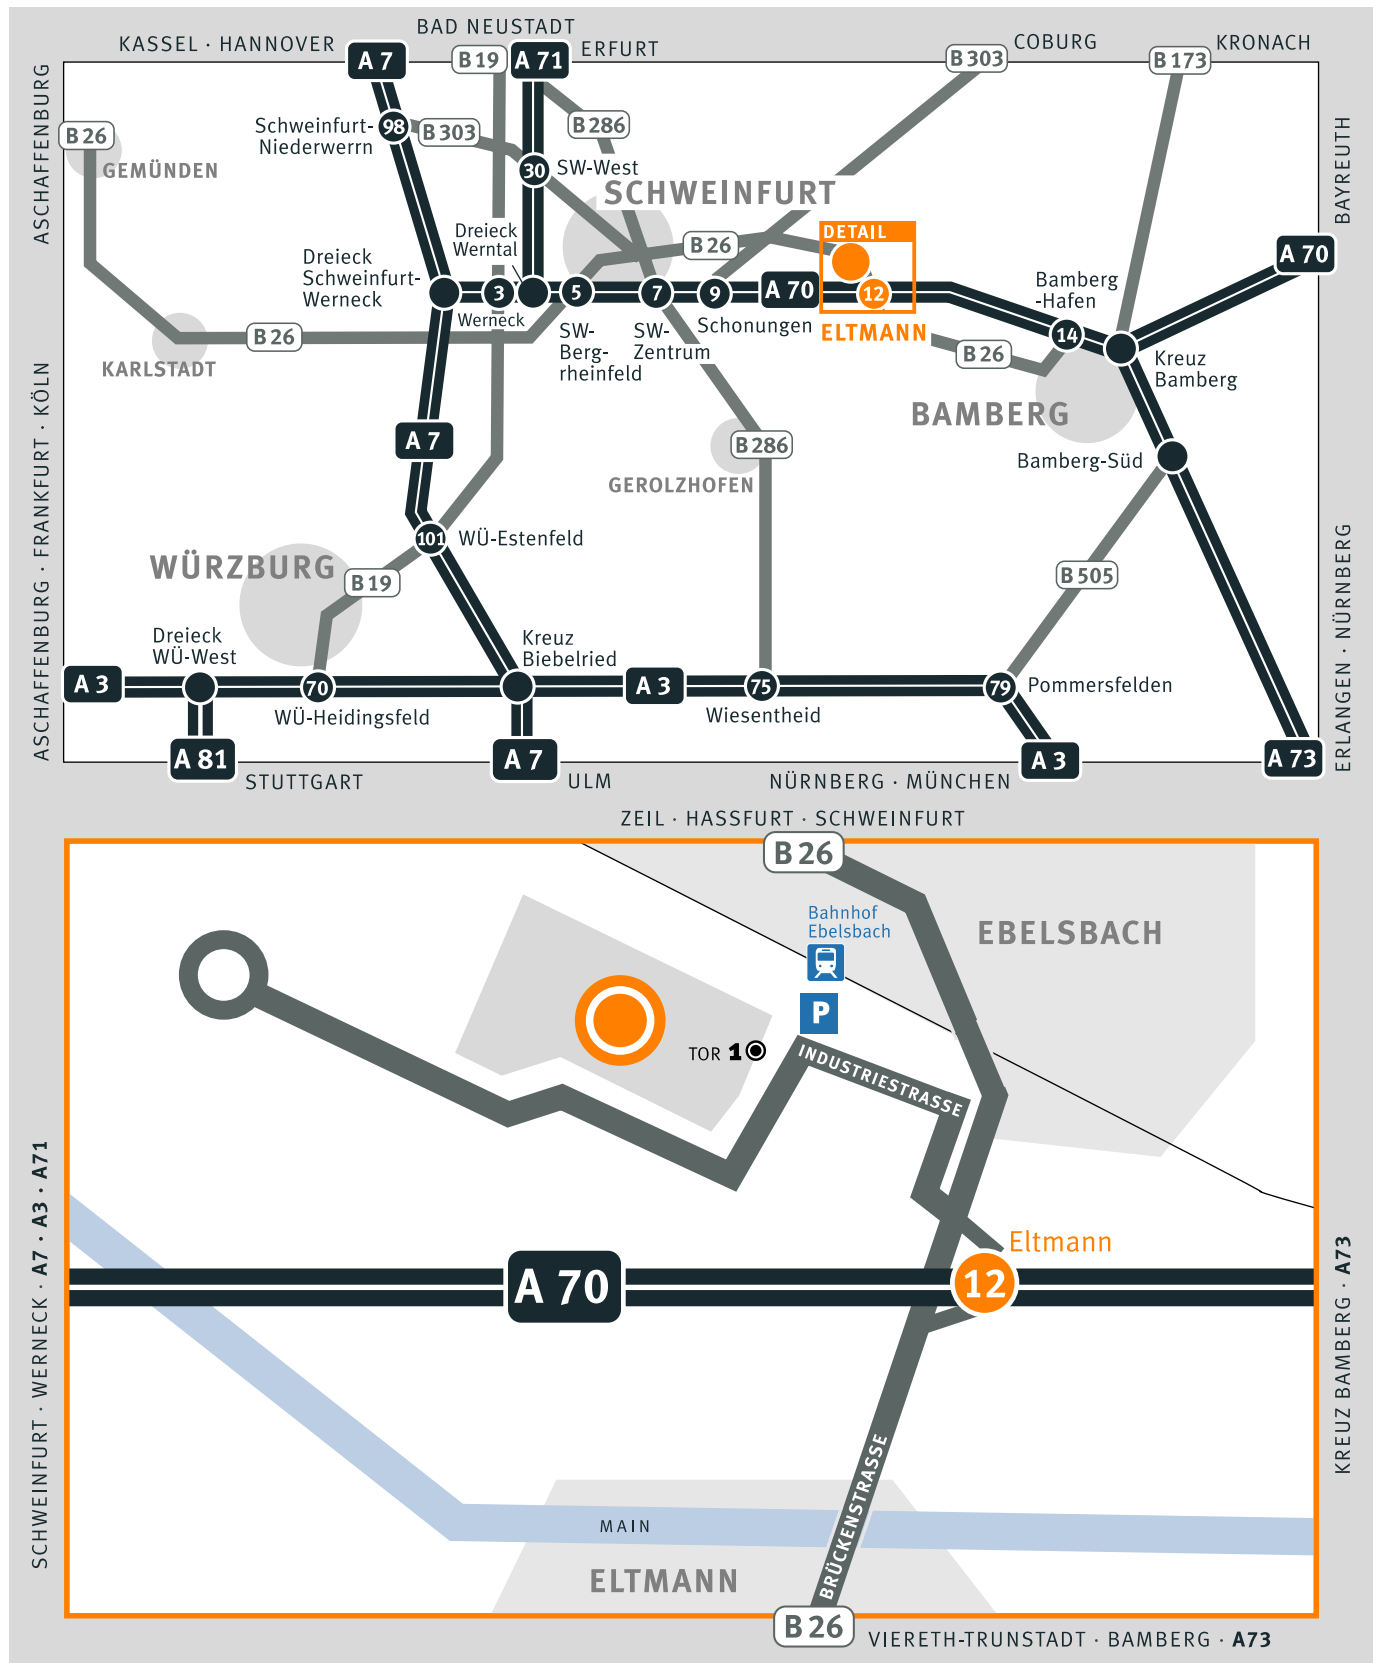 BAD NEUSTADT
KASSEL · HANNOVER
A 7
B 19
A 71
ERFURT
B 303
COBURG
B 173
KRONACH
ASCHAFFENBURG
B 26
GEMÜNDEN
Schweinfurt-
Niederwerrn
98
B 303
B 286
30
SW-West
SCHWEINFURT
BAYREUTH
Dreieck
Werntal
B 26
DETAIL
A 70
Dreieck
Schweinfurt-
Werneck
3
Werneck
5
SW-
Berg-
rheinfeld
7
SW-
Zentrum
9
Schonungen
A 70
12
ELTMANN
Bamberg
-Hafen
14
B 26
Kreuz
Bamberg
B 26
KARLSTADT
BAMBERG
A 7
B 286
GEROLZHOFEN
Bamberg-Süd
ASCHAFFENBURG · FRANKFURT · KÖLN
101
WÜ-Estenfeld
WÜRZBURG
B 19
B 505
ERLANGEN · NÜRNBERG
Dreieck
WÜ-West
Kreuz
Biebelried
A 3
70
WÜ-Heidingsfeld
A 3
75
Wiesentheid
79
Pommersfelden
A 81
STUTTGART
A 7
ULM
NÜRNBERG · MÜNCHEN
A 3
A 73
ZEIL · HASSFURT · SCHWEINFURT
B 26
Bahnhof
Ebelsbach
EBELSBACH
P
TOR 1
INDUSTRIESTRASSE
SCHWEINFURT · WERNECK · A7 · A3 · A71
Eltmann
A 70
12
KREUZ BAMBERG · A73
BRÜCKENSTRASSE
MAIN
ELTMANN
B 26
VIERETH-TRUNSTADT · BAMBERG · A73